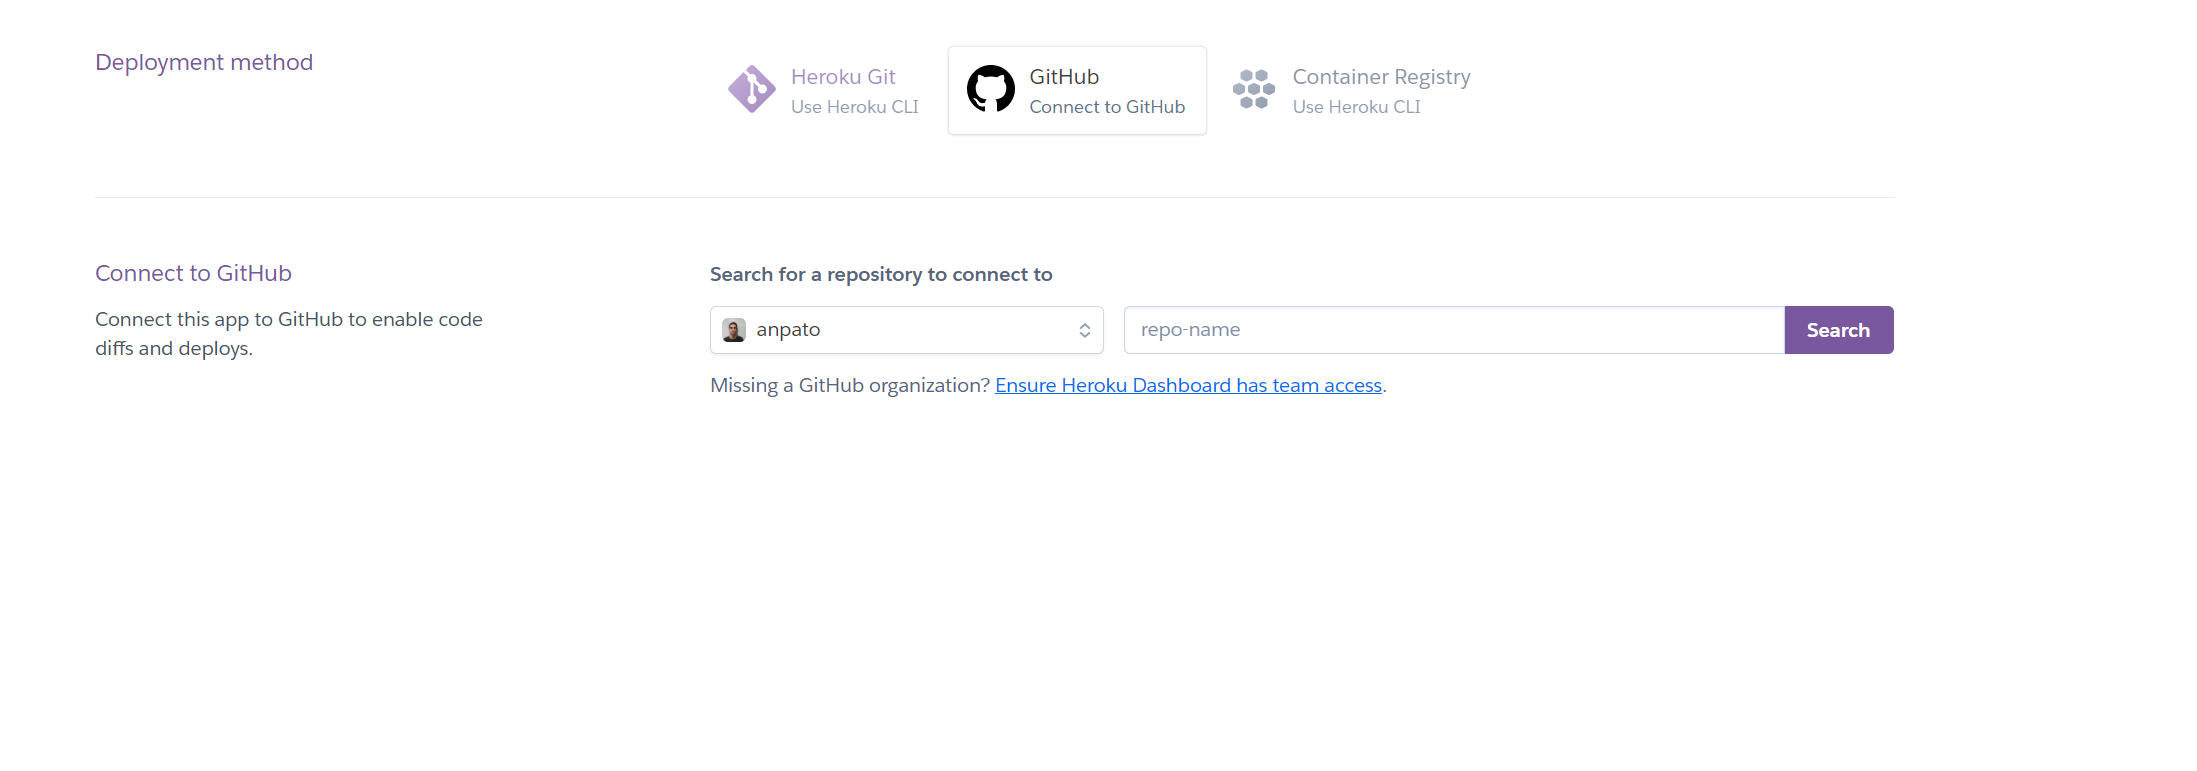 Deployment method
Heroku Git
Use Heroku CLI
GitHub
Connect to GitHub
Container Registry
Use Heroku CLI
Connect to GitHub
Connect this app to GitHub to enable code
diffs and deploys.
Search for a repository to connect to
anpato
repo-name
Search
Missing a GitHub organization? Ensure Heroku Dashboard has team access.